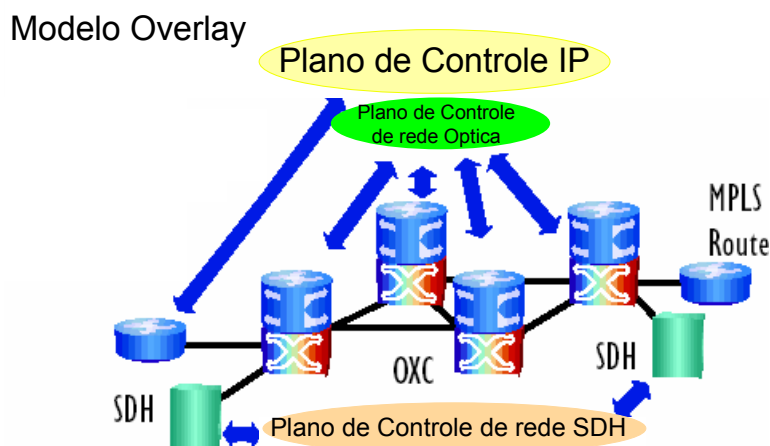 Modelo Overlay
Plano de Controle IP
Plano de Controle
de rede Optica
MPLS
Route
OXC
SDH
SDH
Plano de Controle de rede SDH